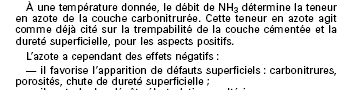 À une température donnée, le débit de NH3 détermine la teneur
en azote de la couche carbonitrurée. Cette teneur en azote agit
comme déjà cité sur la trempabilité de la couche cémentée et la
dureté superficielle, pour les aspects positifs.
L'azote a cependant des effets négatifs :
— il favorise l'apparition de défauts superficiels : carbonitrures,
porosités, chute de dureté superficielle ;